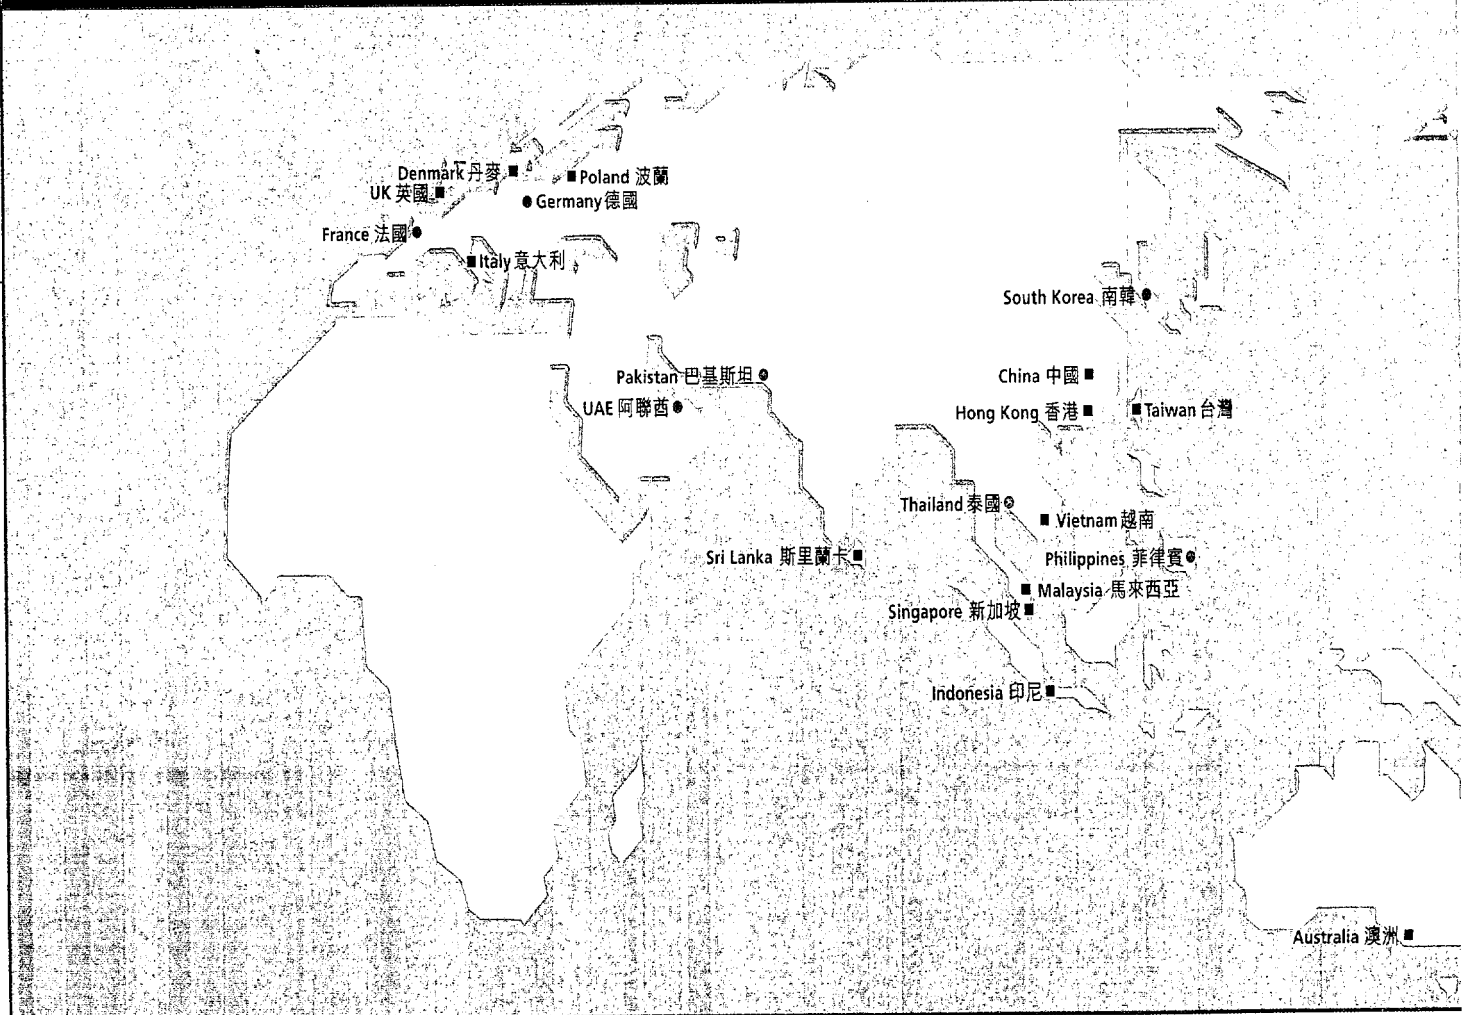 Denmark 丹麥
Poland 波蘭
UK 英國
Germany 德國
France 法國
Italy 意大利
South Korea 南韓
Pakistan 巴基斯坦
China 中國
UAE 阿聯酋
Hong Kong 香港
Taiwan 台灣
Thailand 泰國
Vietnam 越南
Sri Lanka 斯里蘭卡
Philippines 菲律賓
Malaysia 馬來西亞
Singapore 新加坡
Indonesia 印尼
Australia 澳洲